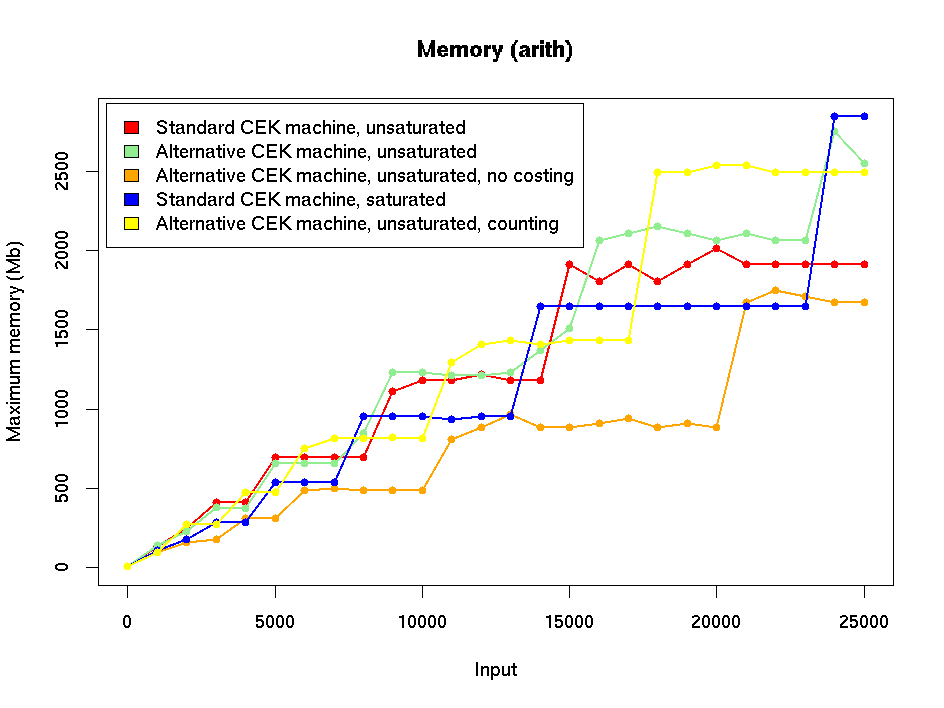 Memory (arith)
Standard CEK machine, unsaturated
Alternative CEK machine, unsaturated
Alternative CEK machine, unsaturated, no costing
Standard CEK machine, saturated
Alternative CEK machine, unsaturated, counting
Maximum memory (Mb)
2500
2000
1500
1000
500
0
0 5000 10000 15000 20000 25000
Input